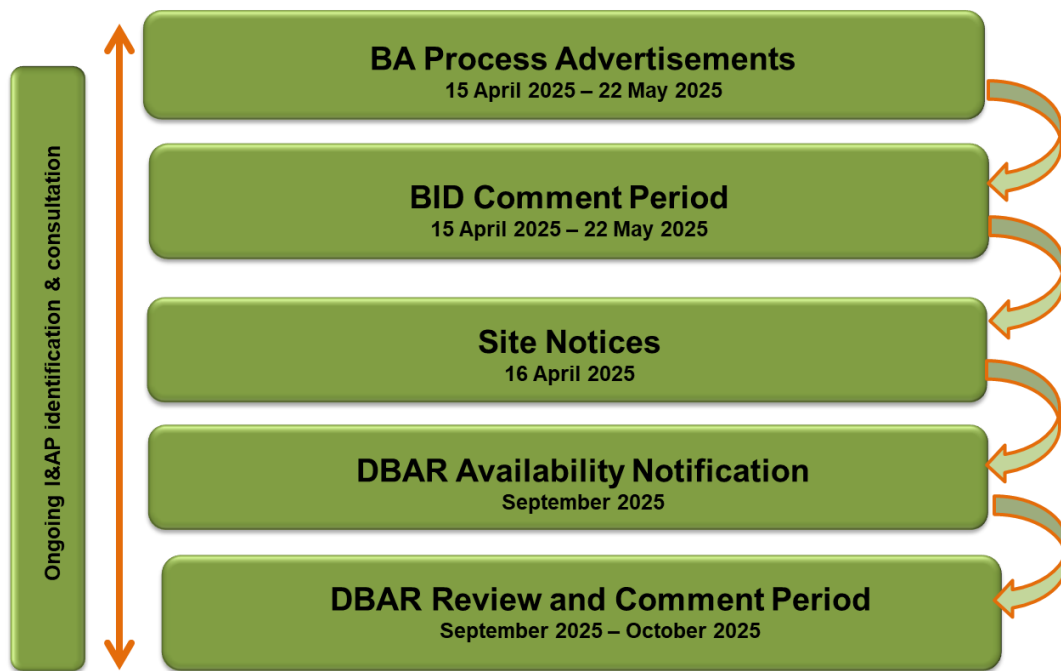 Ongoing I&AP identification & consultation
BA Process Advertisements
15 April 2025 – 22 May 2025
BID Comment Period
15 April 2025 – 22 May 2025
Site Notices
16 April 2025
DBAR Availability Notification
September 2025
DBAR Review and Comment Period
September 2025 – October 2025